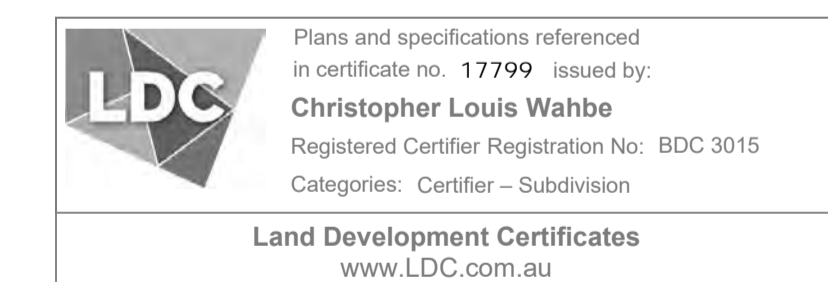 LDC
Plans and specifications referenced
in certificate no. 17799 issued by:
Christopher Louis Wahbe
Registered Certifier Registration No: BDC 3015
Categories: Certifier – Subdivision
Land Development Certificates
www.LDC.com.au